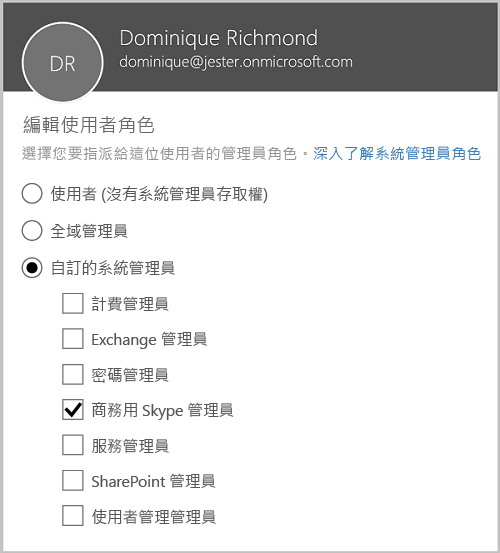 DR
Dominique Richmond
dominique@jester.onmicrosoft.com
編輯使用者角色
選擇您要指派給這位使用者的管理員角色。深入了解系統管理員角色
使用者 (沒有系統管理員存取權)
全域管理員
自訂的系統管理員
計費管理員
Exchange 管理員
密碼管理員
商務用 Skype 管理員
服務管理員
SharePoint 管理員
使用者管理管理員